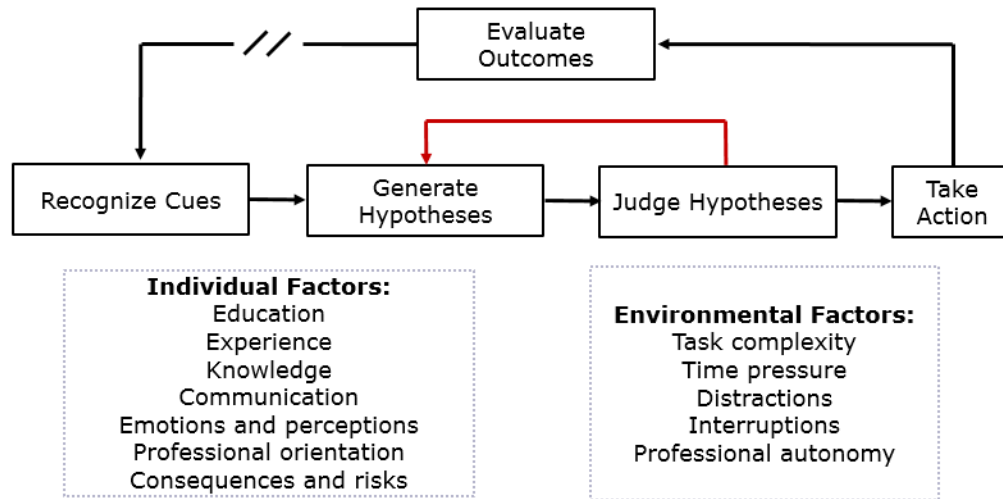 Evaluate
Outcomes
Recognize Cues
Generate
Hypotheses
Judge Hypotheses
Take
Action
Individual Factors:
Education
Experience
Knowledge
Communication
Emotions and perceptions
Professional orientation
Consequences and risks
Environmental Factors:
Task complexity
Time pressure
Distractions
Interruptions
Professional autonomy